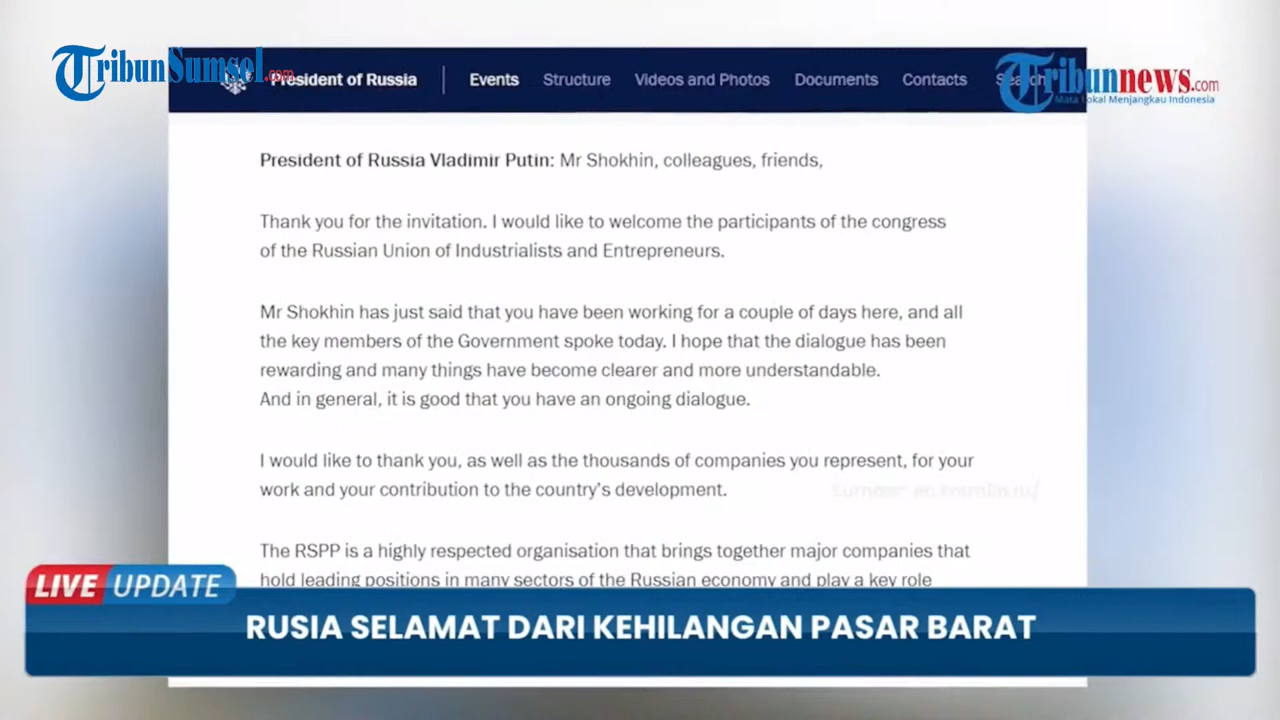 TribunSumsel.com
President of Russia
Events
Structure
Videos and Photos
Documents
Contacts
Tribunnews.com
Mata Lokal Menjangkau Indonesia
President of Russia Vladimir Putin: Mr Shokhin, colleagues, friends,
Thank you for the invitation. I would like to welcome the participants of the congress
of the Russian Union of Industrialists and Entrepreneurs.
Mr Shokhin has just said that you have been working for a couple of days here, and all
the key members of the Government spoke today. I hope that the dialogue has been
rewarding and many things have become clearer and more understandable.
And in general, it is good that you have an ongoing dialogue.
I would like to thank you, as well as the thousands of companies you represent, for your
work and your contribution to the country's development.
Sumber: en.kremlin.ru/
The RSPP is a highly respected organisation that brings together major companies that
hold leading positions in many sectors of the Russian economy and play a key role
LIVE UPDATE
RUSIA SELAMAT DARI KEHILANGAN PASAR BARAT